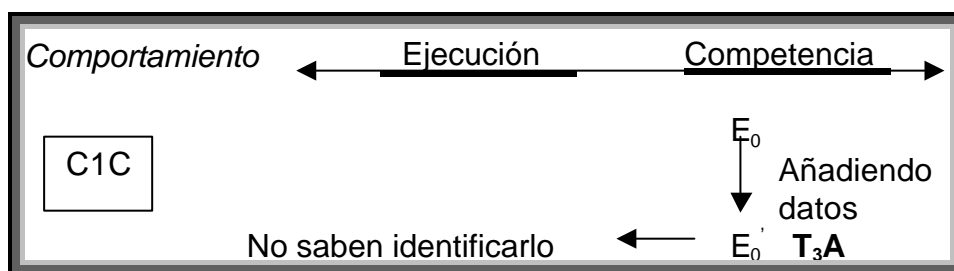 Comportamiento Ejecución Competencia
E₀
C1C Añadiendo
datos
No saben identificarlo E₀' T₃A